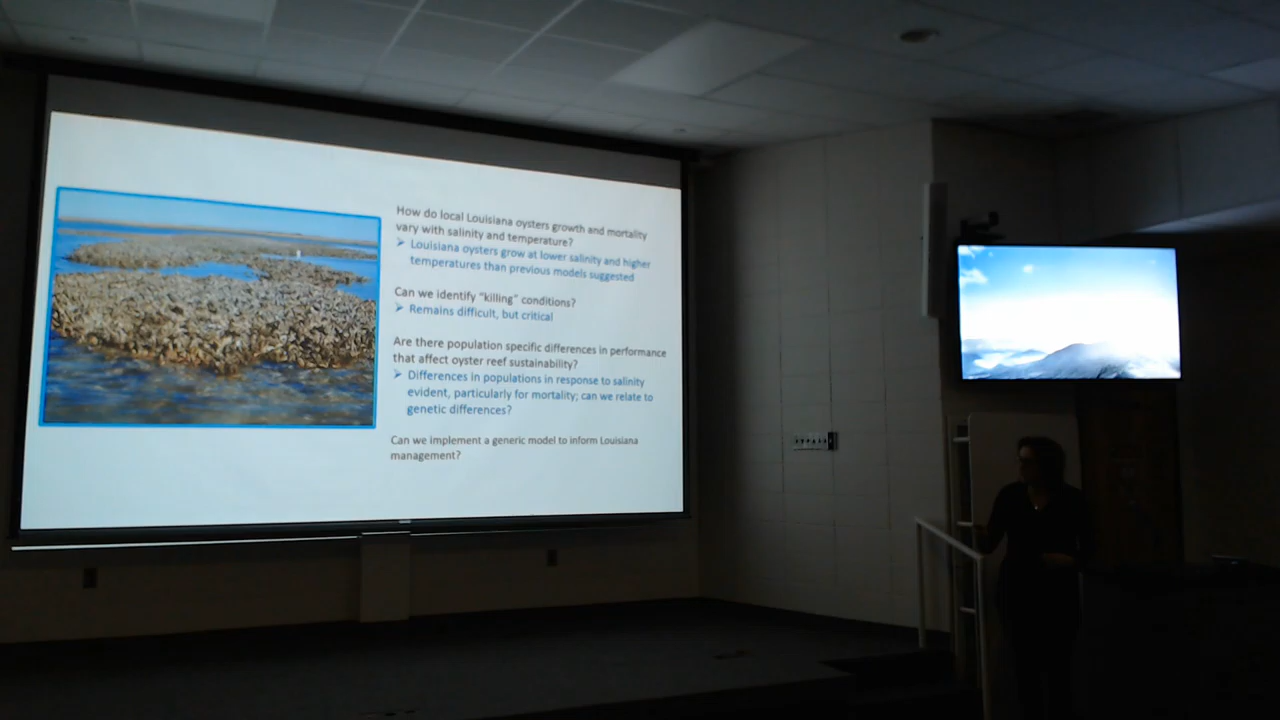 How do local Louisiana oysters growth and mortality
vary with salinity and temperature?
➢ Louisiana oysters grow at lower salinity and higher
temperatures than previous models suggested
Can we identify "killing" conditions?
➢ Remains difficult, but critical
Are there population specific differences in performance
that affect oyster reef sustainability?
➢ Differences in populations in response to salinity
evident, particularly for mortality; can we relate to
genetic differences?
Can we implement a generic model to inform Louisiana
management?